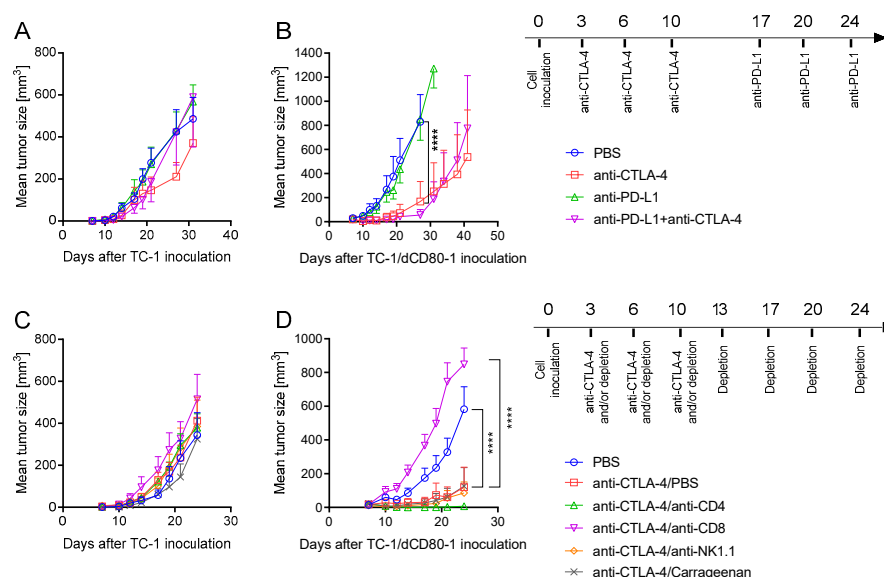 A
Mean tumor size [mm³]
800
600
400
200
0
0 10 20 30 40
Days after TC-1 inoculation
B
Mean tumor size [mm³]
1400
1200
1000
800
600
400
200
0
****
0 10 20 30 40 50
Days after TC-1/dCD80-1 inoculation
0 3 6 10 17 20 24
Cell
inoculation
anti-CTLA-4
anti-CTLA-4
anti-CTLA-4
anti-PD-L1
anti-PD-L1
anti-PD-L1
PBS
anti-CTLA-4
anti-PD-L1
anti-PD-L1+anti-CTLA-4
C
Mean tumor size [mm³]
800
600
400
200
0
0 10 20 30
Days after TC-1 inoculation
D
Mean tumor size [mm³]
1000
800
600
400
200
0
****
****
0 10 20 30
Days after TC-1/dCD80-1 inoculation
0 3 6 10 13 17 20 24
Cell
inoculation
anti-CTLA-4
and/or depletion
anti-CTLA-4
and/or depletion
anti-CTLA-4
and/or depletion
Depletion
Depletion
Depletion
Depletion
PBS
anti-CTLA-4/PBS
anti-CTLA-4/anti-CD4
anti-CTLA-4/anti-CD8
anti-CTLA-4/anti-NK1.1
anti-CTLA-4/Carrageenan